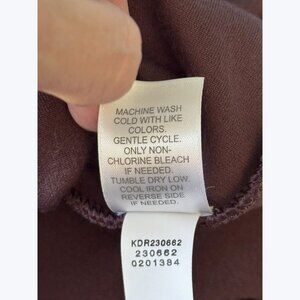 MACHINE WASH
COLD WITH LIKE
COLORS.
GENTLE CYCLE.
ONLY NON-
CHLORINE BLEACH
IF NEEDED.
TUMBLE DRY LOW.
COOL IRON ON
REVERSE SIDE
IF NEEDED.
KDR230662
230662
0201384